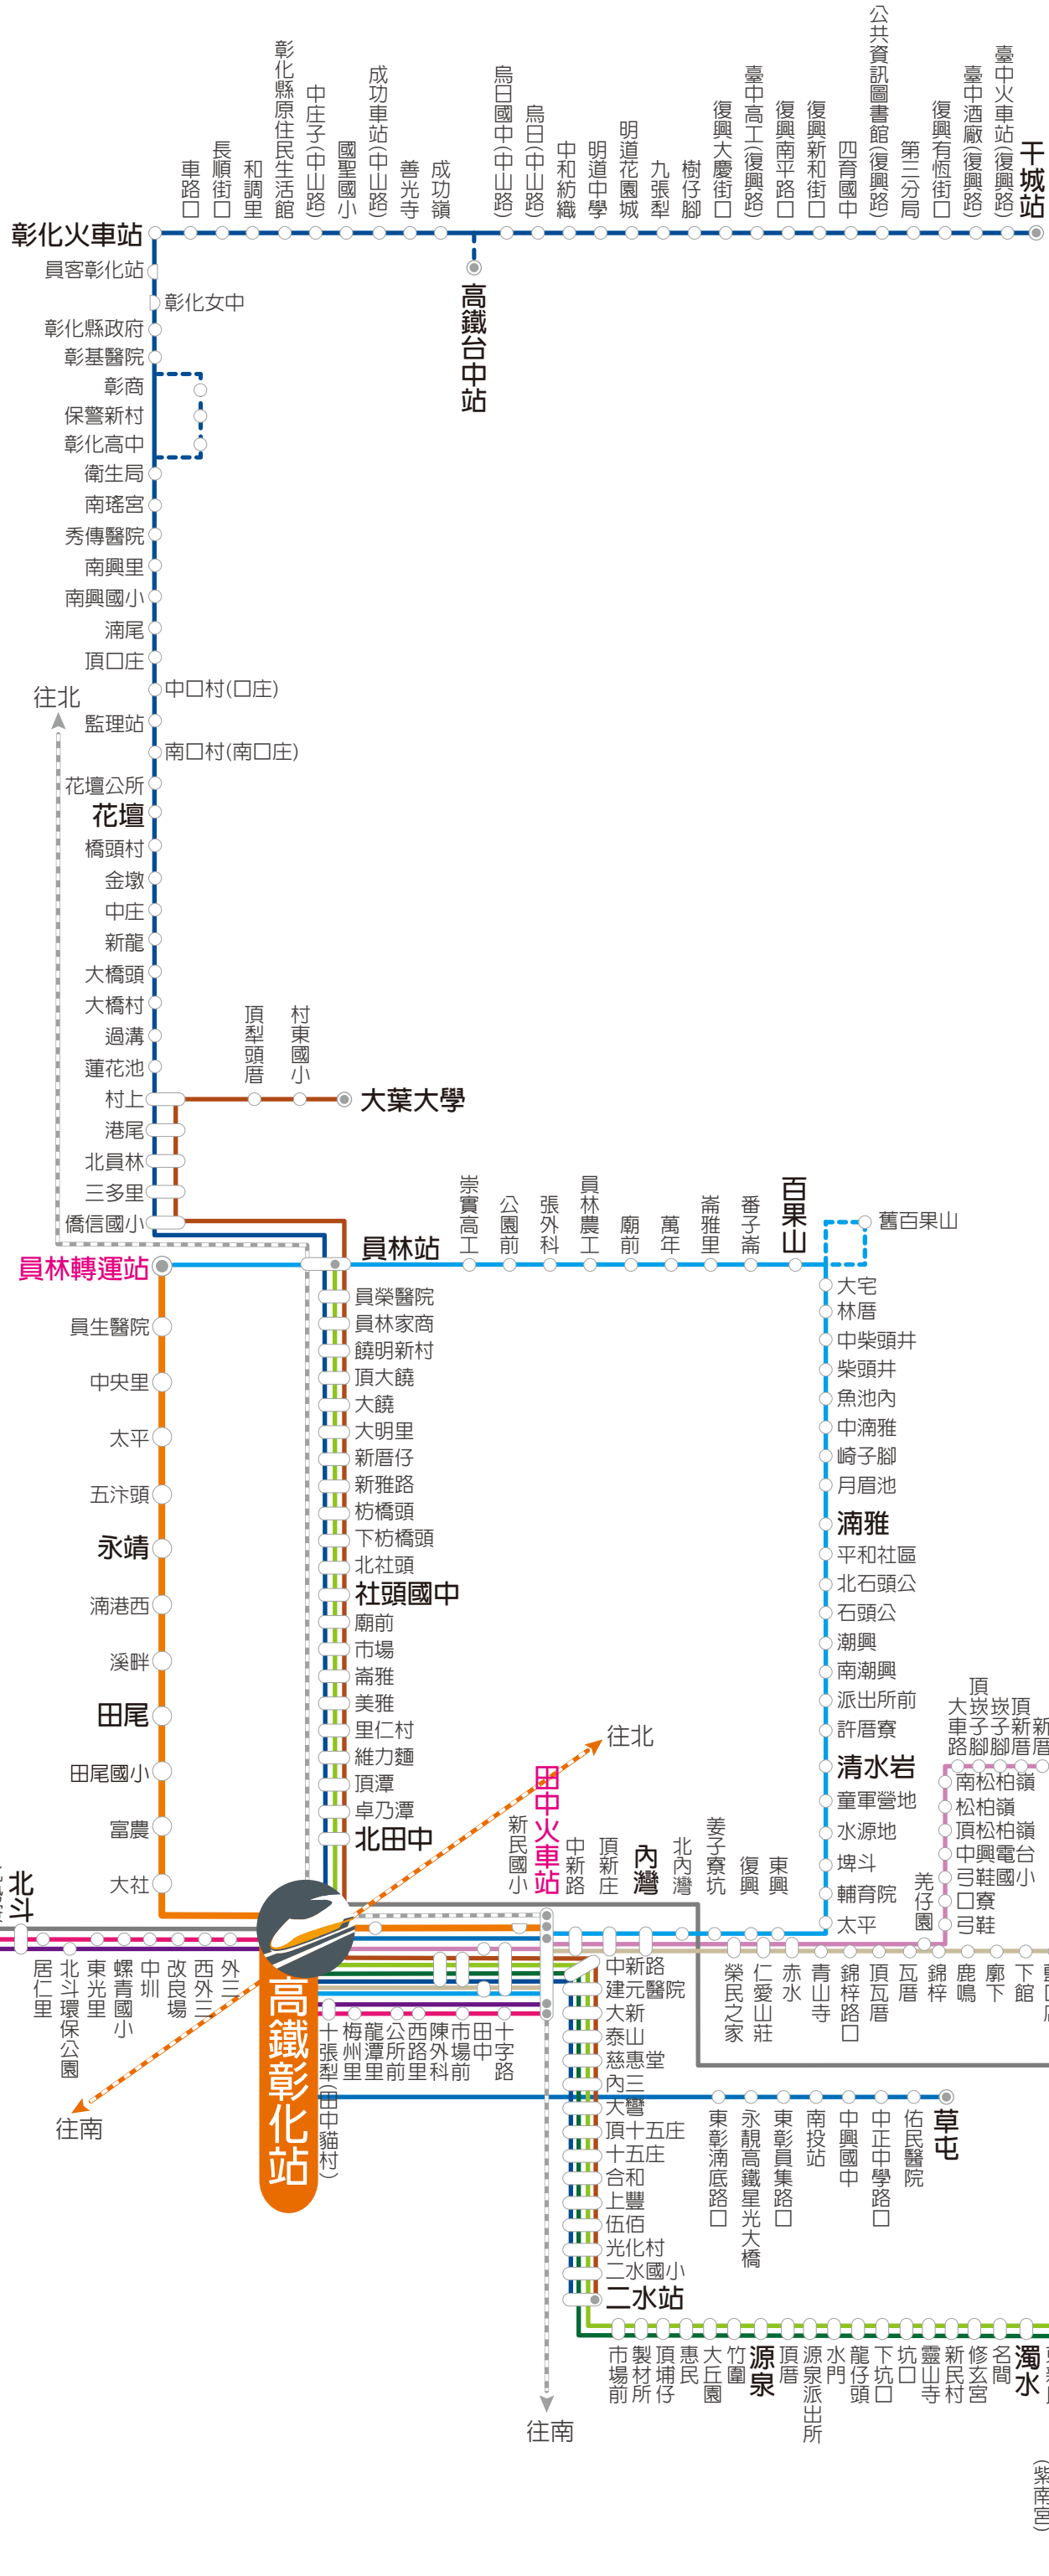 車路口
長順街口
和調里
彰化縣原住民生活館
中庄子(中山路)
國聖國小
成功車站(中山路)
善光寺
成功嶺
烏日國中(中山路)
烏日(中山路)
中和紡織
明道中學
明道花園城
九張犁
樹仔腳
復興大慶街口
臺中高工(復興路)
復興南平路口
復興新和街口
四育國中
公共資訊圖書館(復興路)
第三分局
復興有恆街口
臺中酒廠(復興路)
臺中火車站(復興路)
干城站
彰化火車站
高鐵台中站
員客彰化站
彰化女中
彰化縣政府
彰基醫院
彰商
保警新村
彰化高中
衛生局
南瑤宮
秀傳醫院
南興里
南興國小
湳尾
頂口庄
中口村(口庄)
往北
監理站
南口村(南口庄)
花壇公所
花壇
橋頭村
金墩
中庄
新龍
大橋頭
大橋村
過溝
蓮花池
村上
頂犁頭厝
村東國小
大葉大學
港尾
北員林
三多里
僑信國小
員林站
崇實高工
公園前
張外科
員林農工
廟前
萬年
崙雅里
番子崙
百果山
舊百果山
員林轉運站
員生醫院
中央里
太平
五汴頭
永靖
湳港西
溪畔
田尾
田尾國小
富農
大社
員榮醫院
員林家商
饒明新村
頂大饒
大饒
大明里
新厝仔
新雅路
枋橋頭
下枋橋頭
北社頭
社頭國中
廟前
市場
崙雅
美雅
里仁村
維力麵
頂潭
卓乃潭
北田中
大宅
林厝
中柴頭井
柴頭井
魚池內
中湳雅
崎子腳
月眉池
湳雅
平和社區
北石頭公
石頭公
潮興
南潮興
派出所前
許厝寮
清水岩
童軍營地
水源地
埤斗
輔育院
太平
大車路
頂崁子腳
崁子腳
頂新厝
新厝
南松柏嶺
松柏嶺
頂松柏嶺
中興電台
弓鞋國小
口寮
弓鞋
羌仔園
往北
新民國小
田中火車站
中新路
頂新庄
內灣
北內灣
姜子寮坑
復興
東興
北斗
居仁里
北斗環保公園
東光里
螺青國小
中圳
改良場
西外三
外三
高鐵彰化站
往南
十張犁(田中貓村)
梅州里
龍潭里
公所前
西路里
陳外科
市場前
田中
十字路
中新路
建元醫院
大新
泰山
慈惠堂
內三
大彎
頂十五庄
十五庄
合和
上豐
伍佰
光化村
二水國小
二水站
榮民之家
仁愛山莊
赤水
青山寺
錦梓路口
頂瓦厝
瓦厝
錦梓
鹿鳴
廓下
下館
東彰湳底路口
永靚高鐵星光大橋
東彰員集路口
南投站
中興國中
中正中學路口
佑民醫院
草屯
市場前
製材所
頂埔仔
惠民
大丘園
竹圍
源泉
頂厝
源泉派出所
水門
龍仔頭
下坑口
坑口
靈山寺
新民村
修玄宮
名間
濁水
往南
(紫南宮)